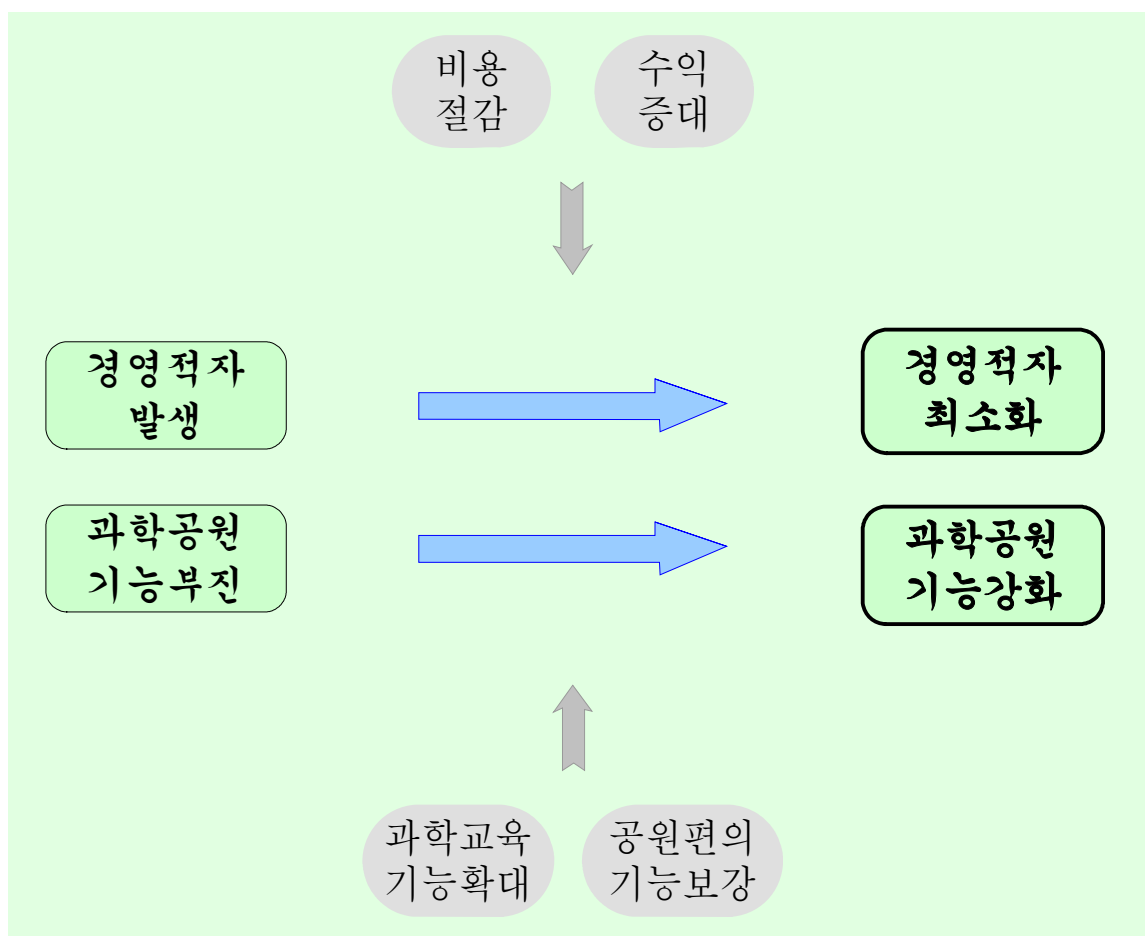 비용
절감
수익
증대
경영적자
발생
경영적자
최소화
과학공원
기능부진
과학공원
기능강화
과학교육
기능확대
공원편의
기능보강